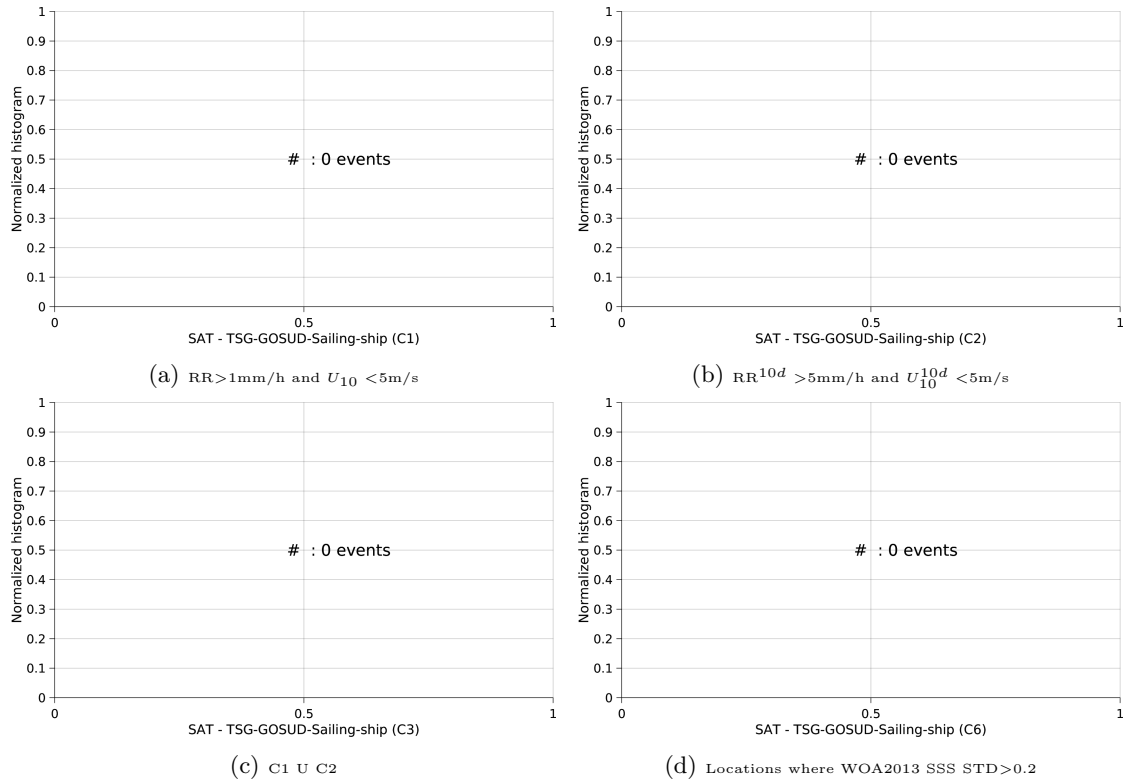 1
0.9
0.8
0.7
0.6
0.5
0.4
0.3
0.2
0.1
0
Normalized histogram
# : 0 events
0 0.5 1
SAT - TSG-GOSUD-Sailing-ship (C1)
(a) RR>1mm/h and U10 <5m/s
1
0.9
0.8
0.7
0.6
0.5
0.4
0.3
0.2
0.1
0
Normalized histogram
# : 0 events
0 0.5 1
SAT - TSG-GOSUD-Sailing-ship (C2)
(b) RR^10d >5mm/h and U_10^10d <5m/s
1
0.9
0.8
0.7
0.6
0.5
0.4
0.3
0.2
0.1
0
Normalized histogram
# : 0 events
0 0.5 1
SAT - TSG-GOSUD-Sailing-ship (C3)
(c) C1 U C2
1
0.9
0.8
0.7
0.6
0.5
0.4
0.3
0.2
0.1
0
Normalized histogram
# : 0 events
0 0.5 1
SAT - TSG-GOSUD-Sailing-ship (C6)
(d) Locations where WOA2013 SSS STD>0.2